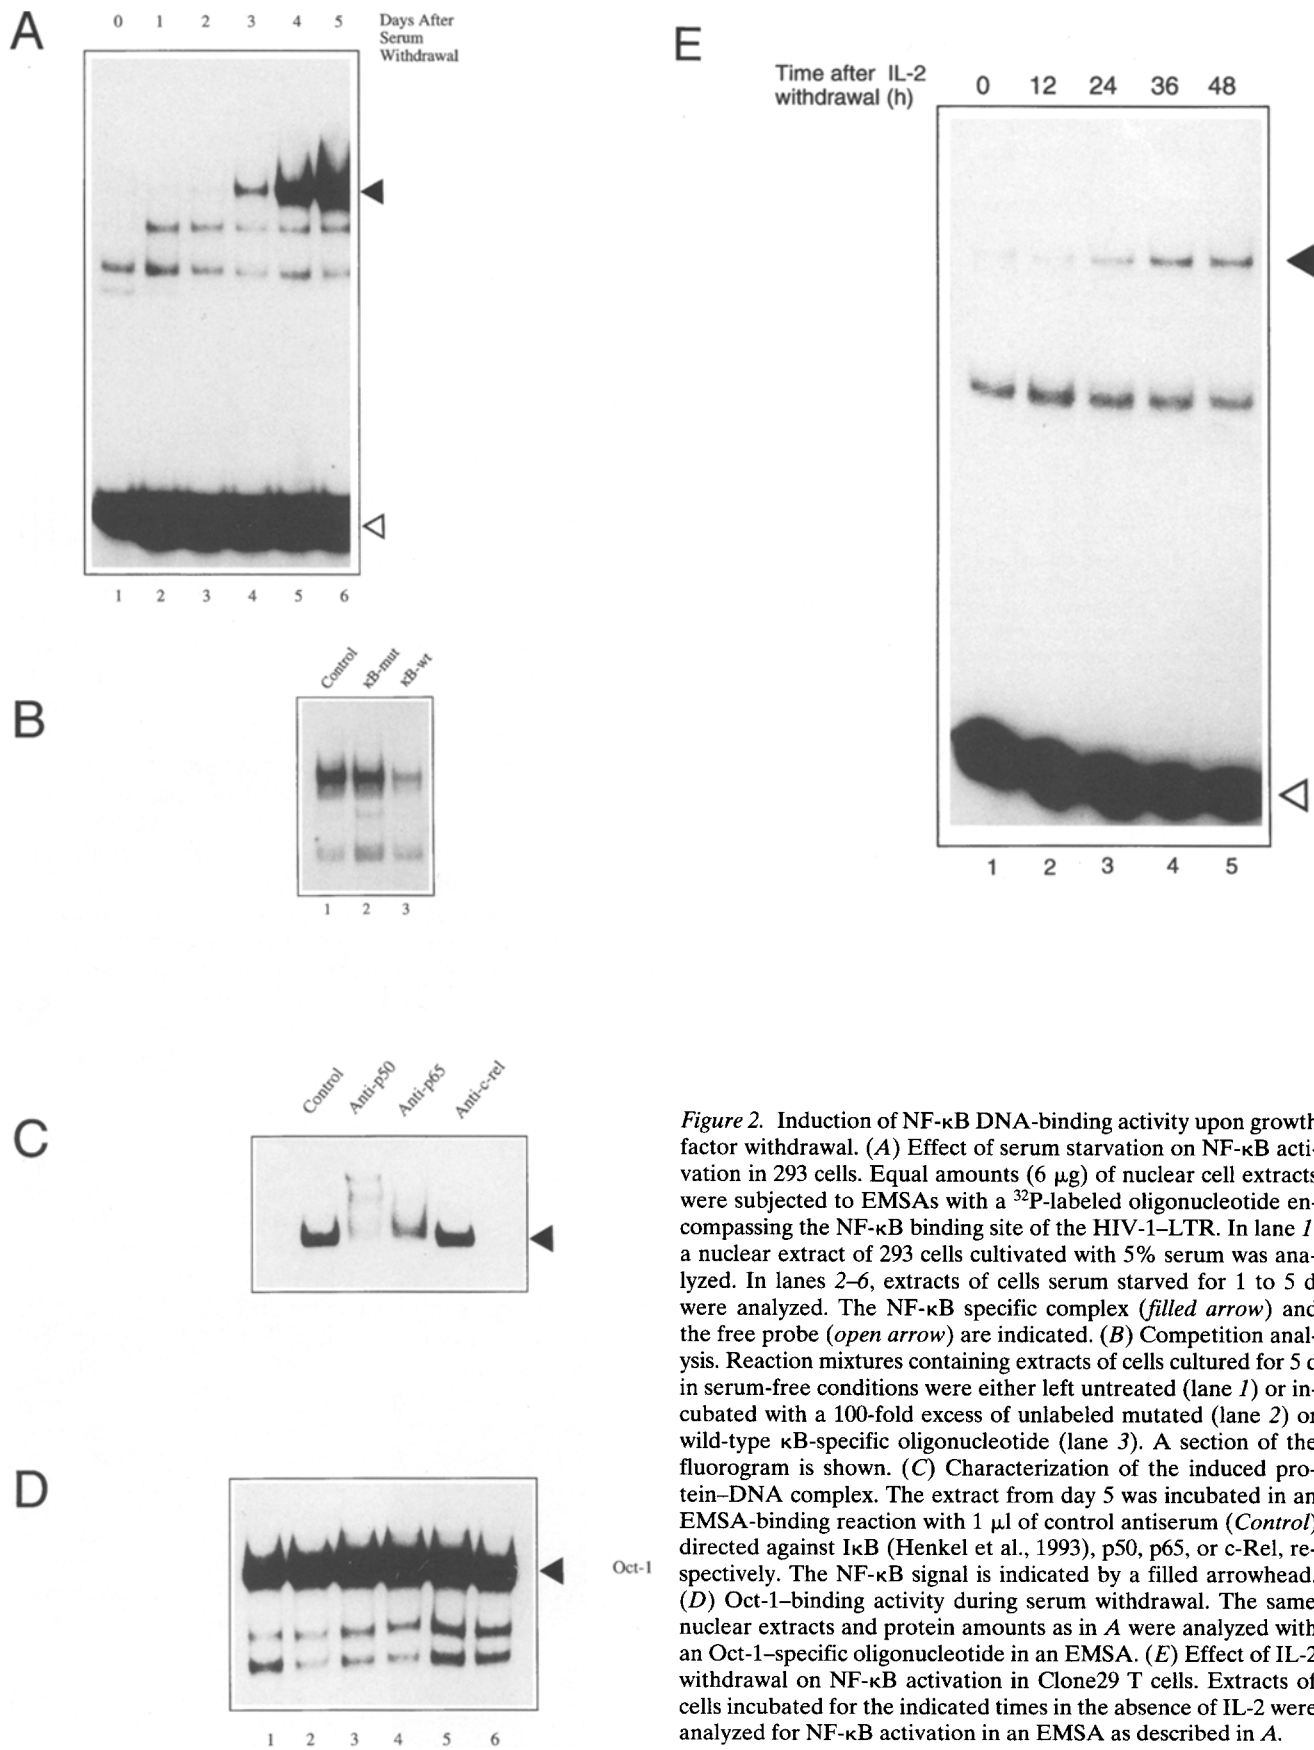 A
0 1 2 3 4 5 Days After
Serum
Withdrawal
1 2 3 4 5 6
B
Control κB-mut κB-wt
1 2 3
C
Control Anti-p50 Anti-p65 Anti-c-rel
D
Oct-1
1 2 3 4 5 6
E
Time after IL-2
withdrawal (h)
0 12 24 36 48
1 2 3 4 5
Figure 2. Induction of NF-κB DNA-binding activity upon growth
factor withdrawal. (A) Effect of serum starvation on NF-κB acti-
vation in 293 cells. Equal amounts (6 μg) of nuclear cell extracts
were subjected to EMSAs with a ³²P-labeled oligonucleotide en-
compassing the NF-κB binding site of the HIV-1–LTR. In lane 1
a nuclear extract of 293 cells cultivated with 5% serum was ana-
lyzed. In lanes 2–6, extracts of cells serum starved for 1 to 5 d
were analyzed. The NF-κB specific complex (filled arrow) and
the free probe (open arrow) are indicated. (B) Competition anal-
ysis. Reaction mixtures containing extracts of cells cultured for 5 d
in serum-free conditions were either left untreated (lane 1) or in-
cubated with a 100-fold excess of unlabeled mutated (lane 2) or
wild-type κB-specific oligonucleotide (lane 3). A section of the
fluorogram is shown. (C) Characterization of the induced pro-
tein–DNA complex. The extract from day 5 was incubated in an
EMSA-binding reaction with 1 μl of control antiserum (Control)
directed against IκB (Henkel et al., 1993), p50, p65, or c-Rel, re-
spectively. The NF-κB signal is indicated by a filled arrowhead.
(D) Oct-1–binding activity during serum withdrawal. The same
nuclear extracts and protein amounts as in A were analyzed with
an Oct-1–specific oligonucleotide in an EMSA. (E) Effect of IL-2
withdrawal on NF-κB activation in Clone29 T cells. Extracts of
cells incubated for the indicated times in the absence of IL-2 were
analyzed for NF-κB activation in an EMSA as described in A.